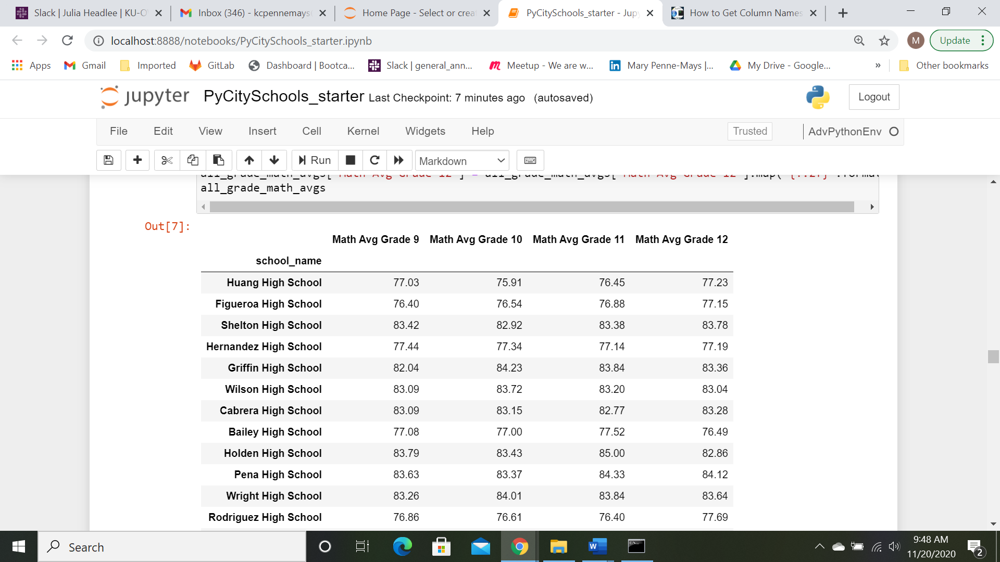 Slack | Julia Headlee | KU-O
Inbox (346) - kcpennemays
Home Page - Select or crea
PyCitySchools_starter - Jup
How to Get Column Names
localhost:8888/notebooks/PyCitySchools_starter.ipynb
M
Update
Apps
Gmail
Imported
GitLab
Dashboard | Bootca...
Slack | general_ann...
Meetup - We are w...
Mary Penne-Mays |...
My Drive - Google...
»
Other bookmarks
jupyter PyCitySchools_starter Last Checkpoint: 7 minutes ago (autosaved)
Logout
File Edit View Insert Cell Kernel Widgets Help
Trusted
AdvPythonEnv
Run
Markdown
all_grade_math_avgs
Out[7]:
Math Avg Grade 9 Math Avg Grade 10 Math Avg Grade 11 Math Avg Grade 12
school_name
Huang High School 77.03 75.91 76.45 77.23
Figueroa High School 76.40 76.54 76.88 77.15
Shelton High School 83.42 82.92 83.38 83.78
Hernandez High School 77.44 77.34 77.14 77.19
Griffin High School 82.04 84.23 83.84 83.36
Wilson High School 83.09 83.72 83.20 83.04
Cabrera High School 83.09 83.15 82.77 83.28
Bailey High School 77.08 77.00 77.52 76.49
Holden High School 83.79 83.43 85.00 82.86
Pena High School 83.63 83.37 84.33 84.12
Wright High School 83.26 84.01 83.84 83.64
Rodriguez High School 76.86 76.61 76.40 77.69
Search
9:48 AM
11/20/2020
2